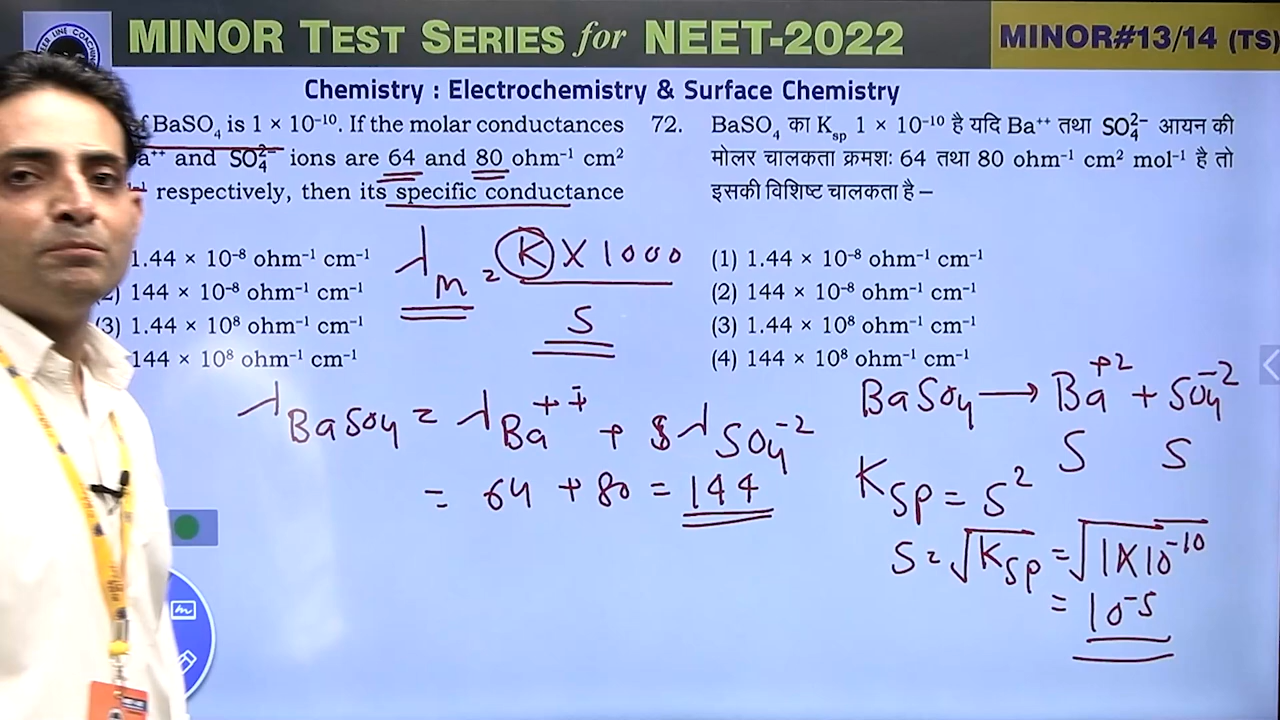 MINOR TEST SERIES for NEET-2022
MINOR#13/14 (TS)
Chemistry : Electrochemistry & Surface Chemistry
f BaSO₄ is 1 × 10⁻¹⁰. If the molar conductances
a⁺⁺ and SO₄²⁻ ions are 64 and 80 ohm⁻¹ cm²
respectively, then its specific conductance
1.44 × 10⁻⁸ ohm⁻¹ cm⁻¹
144 × 10⁻⁸ ohm⁻¹ cm⁻¹
(3) 1.44 × 10⁸ ohm⁻¹ cm⁻¹
144 × 10⁸ ohm⁻¹ cm⁻¹
72. BaSO₄ का Kₛₚ 1 × 10⁻¹⁰ है यदि Ba⁺⁺ तथा SO₄²⁻ आयन की
मोलर चालकता क्रमशः 64 तथा 80 ohm⁻¹ cm² mol⁻¹ है तो
इसकी विशिष्ट चालकता है –
(1) 1.44 × 10⁻⁸ ohm⁻¹ cm⁻¹
(2) 144 × 10⁻⁸ ohm⁻¹ cm⁻¹
(3) 1.44 × 10⁸ ohm⁻¹ cm⁻¹
(4) 144 × 10⁸ ohm⁻¹ cm⁻¹
λm = K X 1000
S
λBaSO₄ = λBa⁺⁺ + λSO₄⁻²
= 64 + 80 = 144
BaSO₄ → Ba⁺² + SO₄⁻²
S S
Ksp = S²
S = √Ksp = √1X10⁻¹⁰
= 10⁻⁵